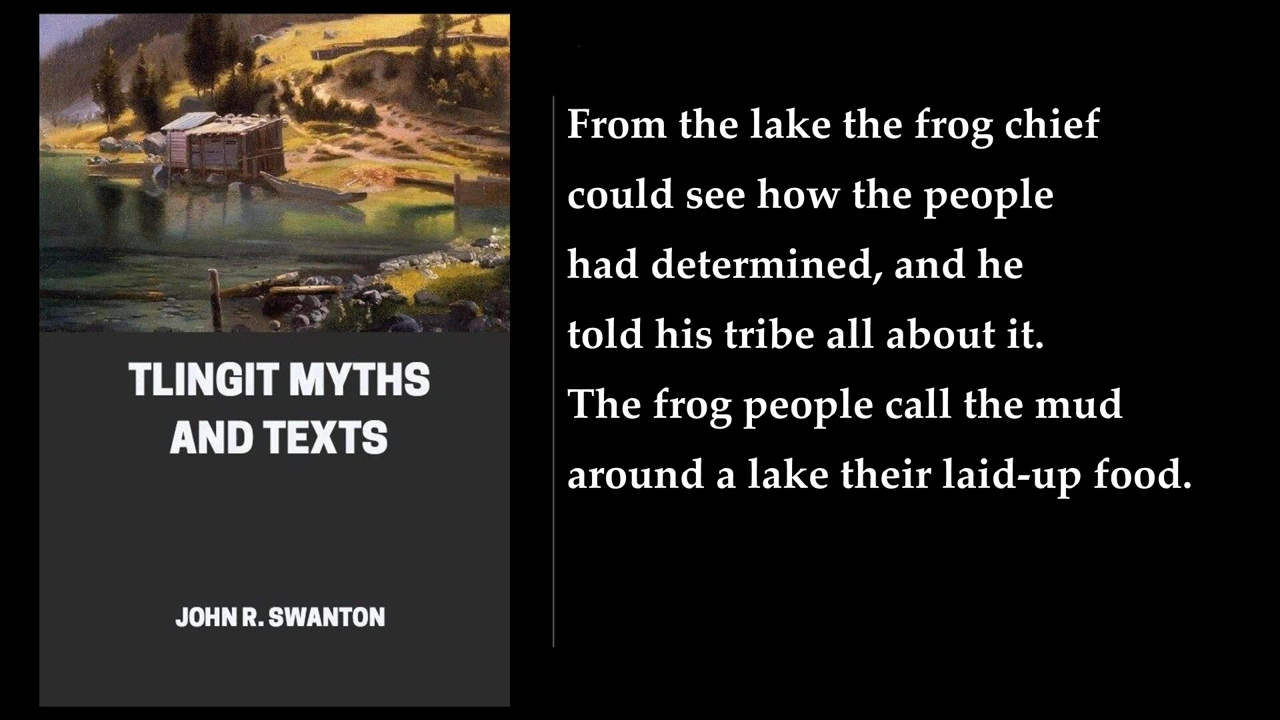 TLINGIT MYTHS
AND TEXTS
JOHN R. SWANTON
From the lake the frog chief
could see how the people
had determined, and he
told his tribe all about it.
The frog people call the mud
around a lake their laid-up food.